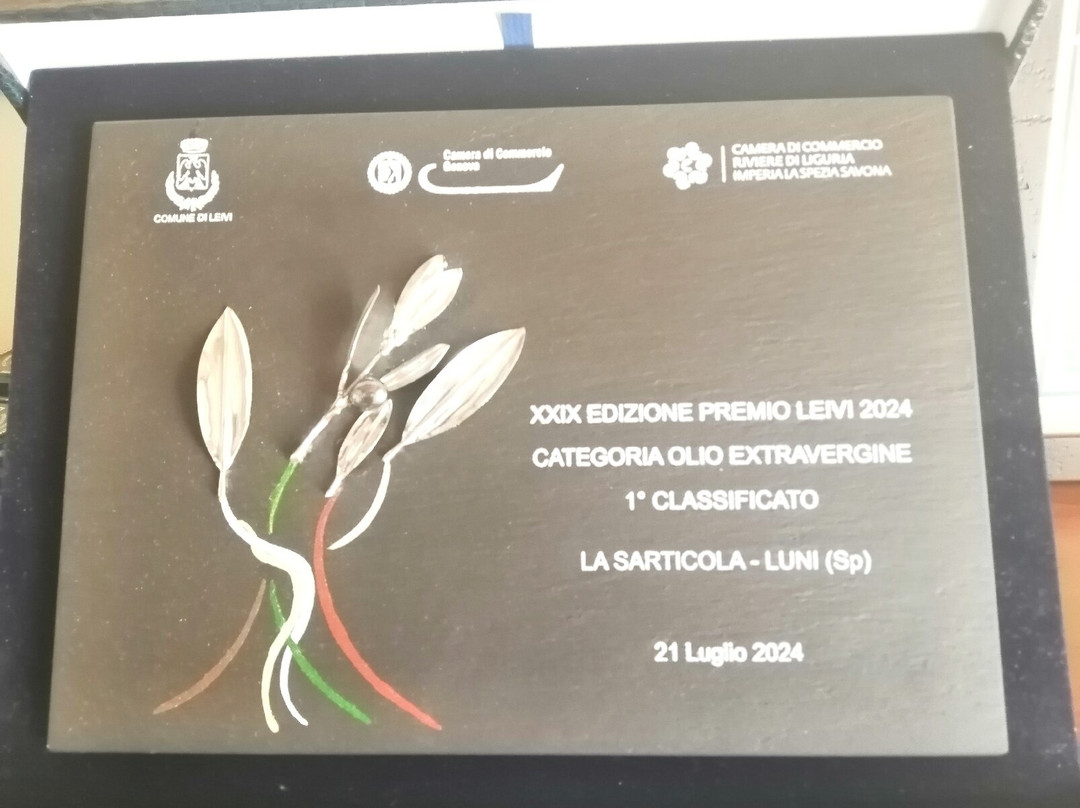 COMUNE DI LEIVI
Camera di Commercio
Genova
CAMERA DI COMMERCIO
RIVIERE DI LIGURIA
IMPERIA LA SPEZIA SAVONA
XXIX EDIZIONE PREMIO LEIVI 2024
CATEGORIA OLIO EXTRAVERGINE
1° CLASSIFICATO
LA SARTICOLA - LUNI (Sp)
21 Luglio 2024